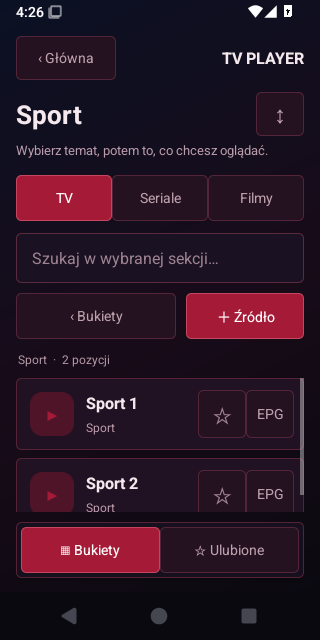 4:26
‹ Główna
TV PLAYER
Sport
↕
Wybierz temat, potem to, co chcesz oglądać.
TV
Seriale
Filmy
Szukaj w wybranej sekcji...
‹ Bukiety
+ Źródło
Sport · 2 pozycji
Sport 1
Sport
☆
EPG
Sport 2
Sport
☆
EPG
▦ Bukiety
☆ Ulubione